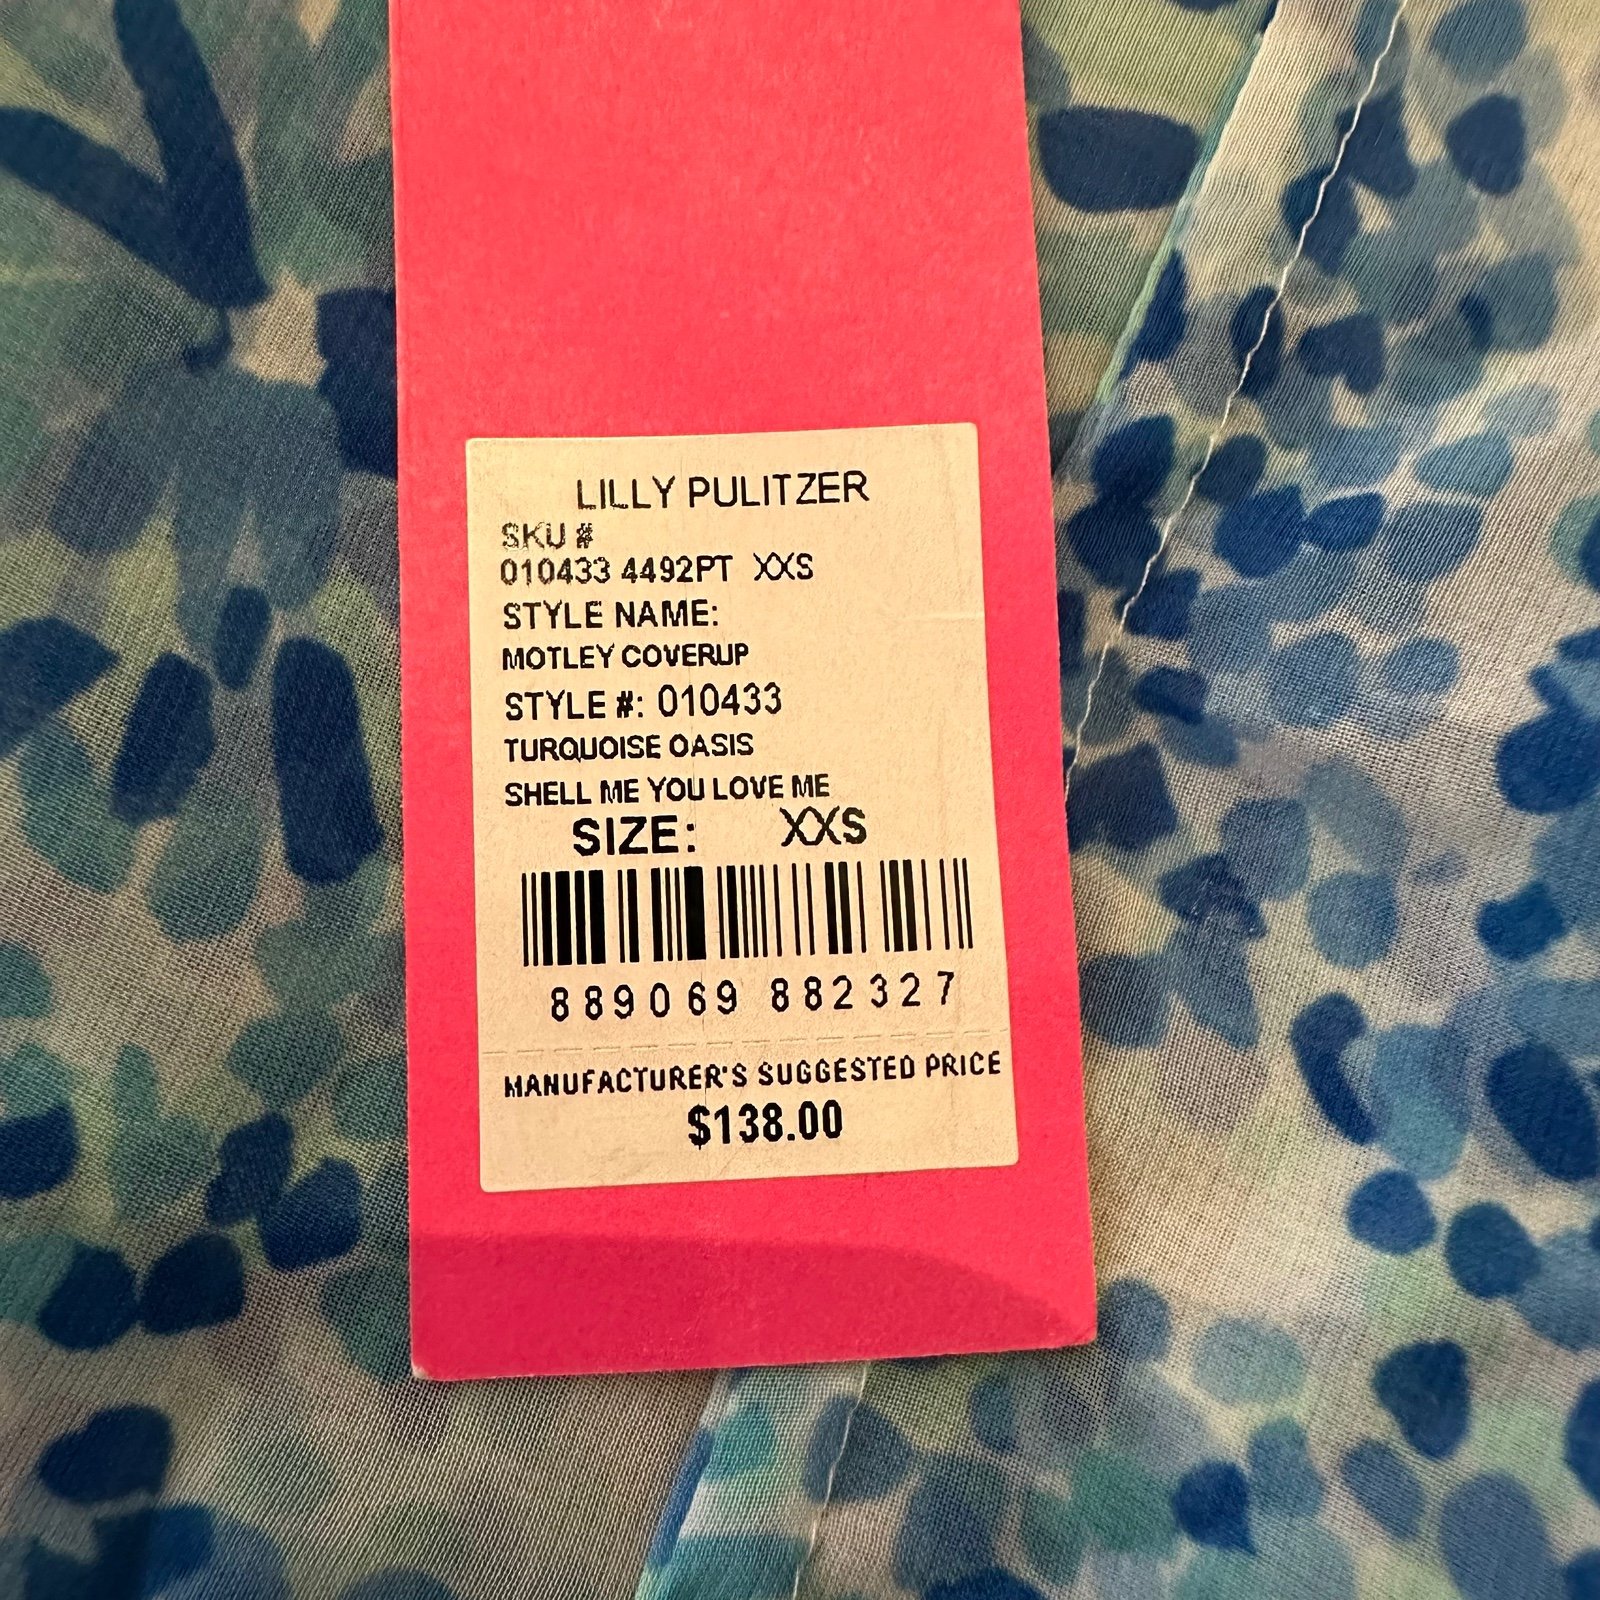 LILLY PULITZER
SKU #
010433 4492PT XXS
STYLE NAME:
MOTLEY COVERUP
STYLE #: 010433
TURQUOISE OASIS
SHELL ME YOU LOVE ME
SIZE: XXS
889069 882327
MANUFACTURER'S SUGGESTED PRICE
$138.00